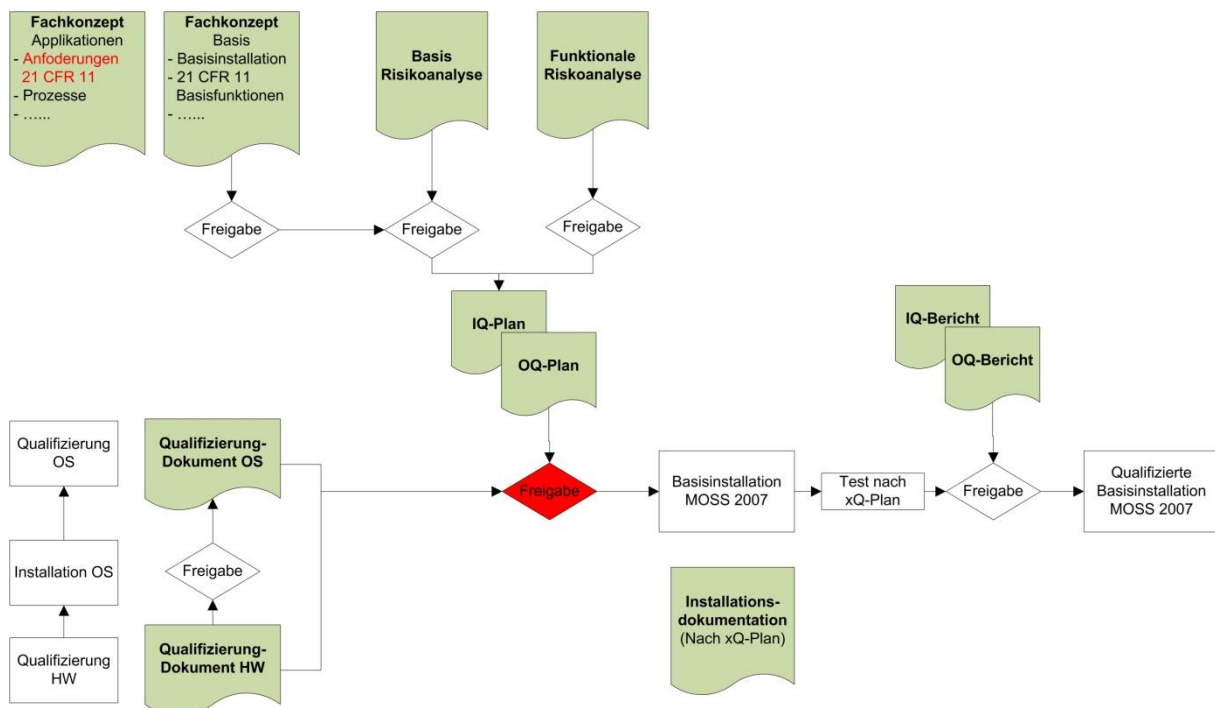 Fachkonzept
Applikationen
- Anfoderungen
21 CFR 11
- Prozesse
- …...
Fachkonzept
Basis
- Basisinstallation
- 21 CFR 11
Basisfunktionen
- …...
Basis
Risikoanalyse
Funktionale
Riskoanalyse
Freigabe
Freigabe
Freigabe
IQ-Plan
OQ-Plan
IQ-Bericht
OQ-Bericht
Qualifizierung
OS
Qualifizierung-
Dokument OS
Freigabe
Basisinstallation
MOSS 2007
Test nach
xQ-Plan
Freigabe
Qualifizierte
Basisinstallation
MOSS 2007
Installation OS
Freigabe
Installations-
dokumentation
(Nach xQ-Plan)
Qualifizierung
HW
Qualifizierung-
Dokument HW